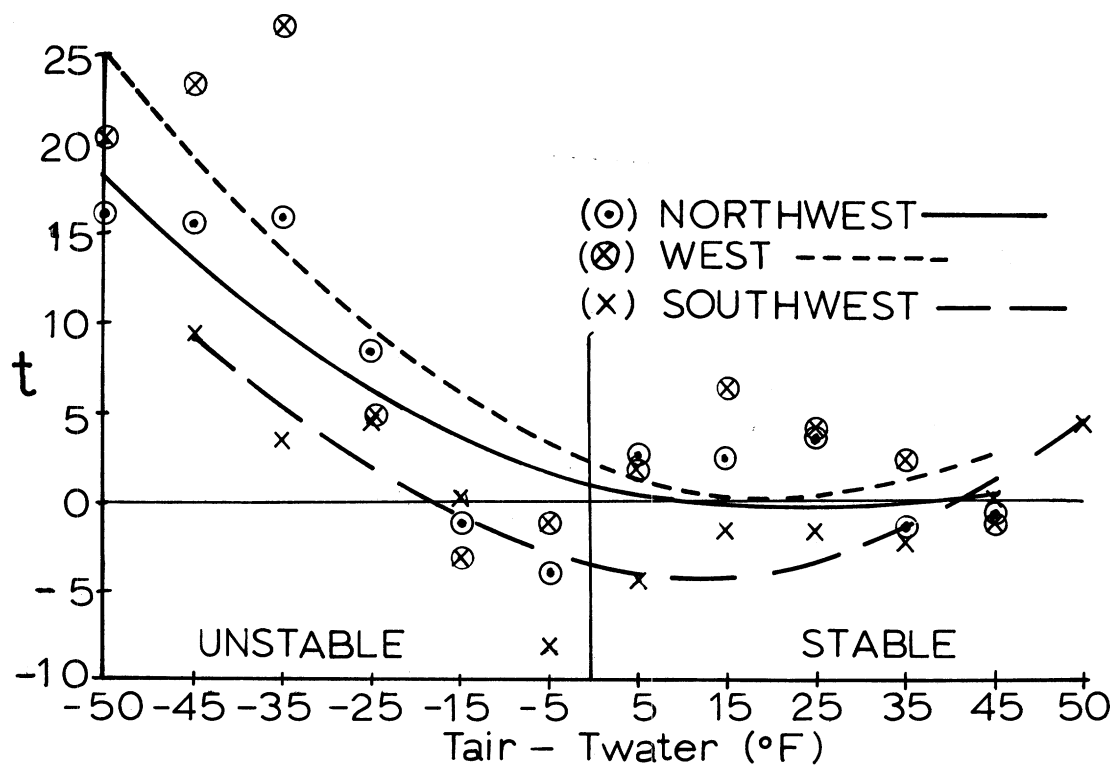 25
20
15
10
5
0
-5
-10
t
(⊙) NORTHWEST
(⊗) WEST
(×) SOUTHWEST
UNSTABLE STABLE
-50 -45 -35 -25 -15 -5 5 15 25 35 45 50
Tair - Twater (°F)